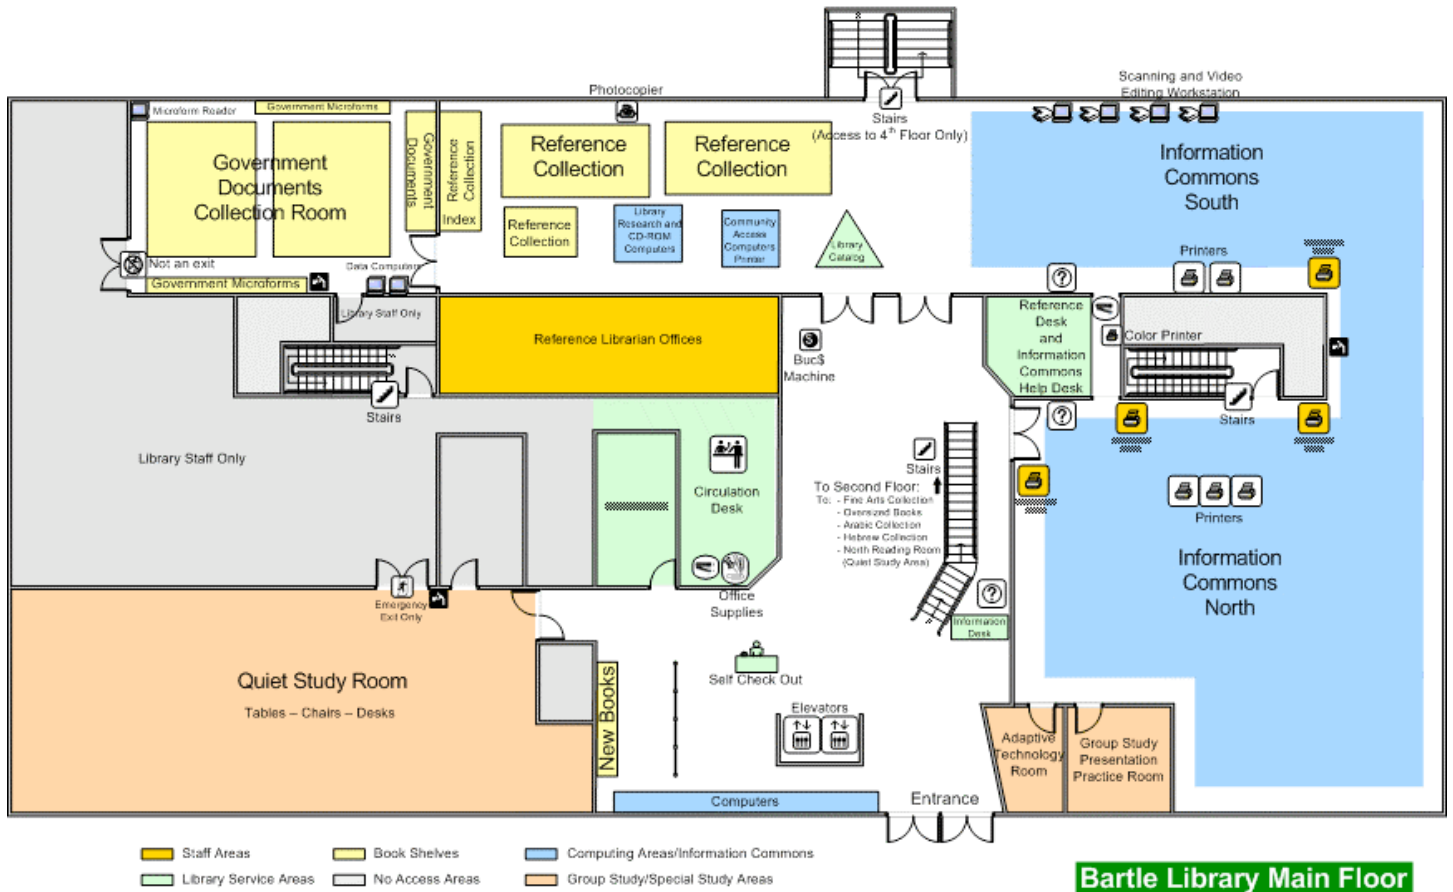 Scanning and Video
Editing Workstation
Photocopier
Microform Reader
Government Microforms
Stairs
(Access to 4th Floor Only)
Government
Documents
Collection Room
Government
Documents
Reference
Collection
Index
Reference
Collection
Reference
Collection
Information
Commons
South
Reference
Collection
Library
Research and
CD-ROM
Computers
Community
Access
Computers
Printer
Library
Catalog
Printers
Not an exit
Data Computers
Government Microforms
Library Staff Only
Reference Librarian Offices
Buc$
Machine
Reference
Desk
and
Information
Commons
Help Desk
Color Printer
Stairs
Stairs
Library Staff Only
Circulation
Desk
Stairs
To Second Floor:
To: - Fine Arts Collection
- Oversized Books
- Arabic Collection
- Hebrew Collection
- North Reading Room
(Quiet Study Area)
Printers
Information
Commons
North
Office
Supplies
Emergency
Exit Only
Information
Desk
Quiet Study Room
Tables – Chairs – Desks
New Books
Self Check Out
Elevators
Adaptive
Technology
Room
Group Study
Presentation
Practice Room
Computers
Entrance
Staff Areas
Book Shelves
Computing Areas/Information Commons
Library Service Areas
No Access Areas
Group Study/Special Study Areas
Bartle Library Main Floor